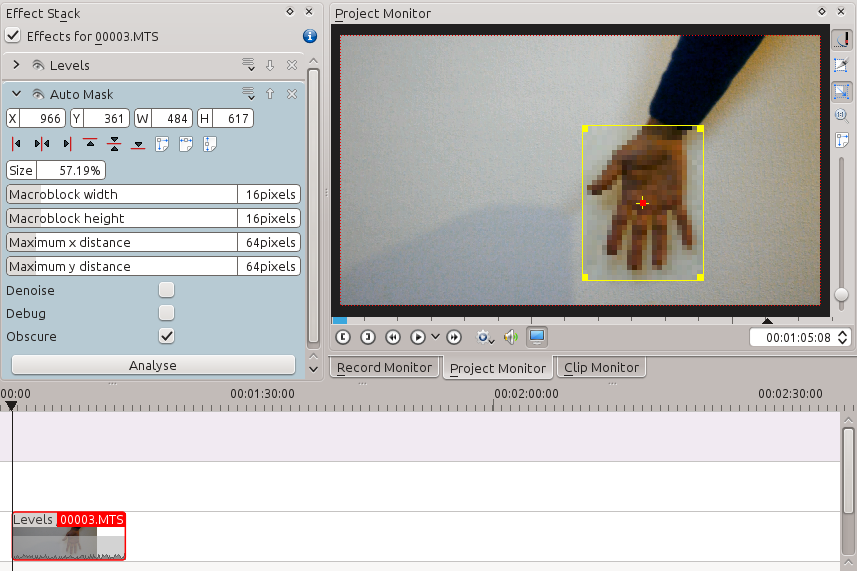 Effect Stack
Effects for 00003.MTS
Levels
Auto Mask
X 966 Y 361 W 484 H 617
Size 57.19%
Macroblock width 16pixels
Macroblock height 16pixels
Maximum x distance 64pixels
Maximum y distance 64pixels
Denoise
Debug
Obscure
Analyse
Project Monitor
00:01:05:08
Record Monitor Project Monitor Clip Monitor
00:00 00:01:30:00 00:02:00:00 00:02:30:00
Levels 00003.MTS